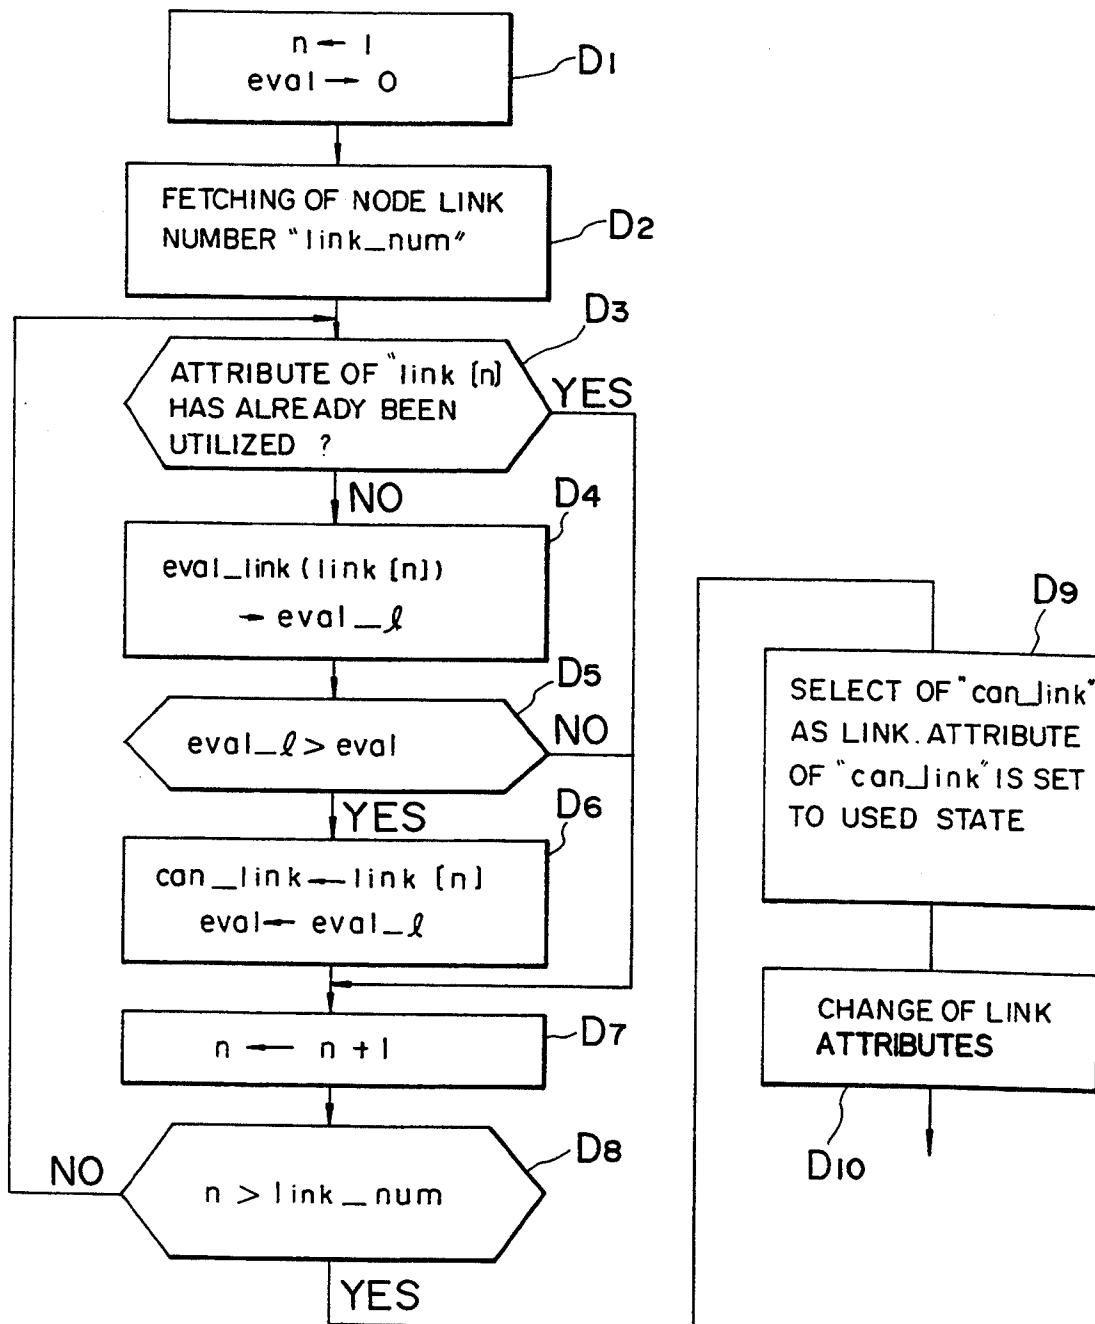 n ← 1
eval → 0
D1
FETCHING OF NODE LINK
NUMBER "link_num"
D2
D3
ATTRIBUTE OF "link [n]
HAS ALREADY BEEN
UTILIZED ?
YES
NO
D4
eval_link (link [n])
→ eval_ℓ
D5
eval_ℓ > eval
NO
YES
D6
can_link ← link [n]
eval ← eval_ℓ
D7
n ← n + 1
D8
NO
n > link_num
YES
D9
SELECT OF "can_link"
AS LINK. ATTRIBUTE
OF "can_link" IS SET
TO USED STATE
CHANGE OF LINK
ATTRIBUTES
D10